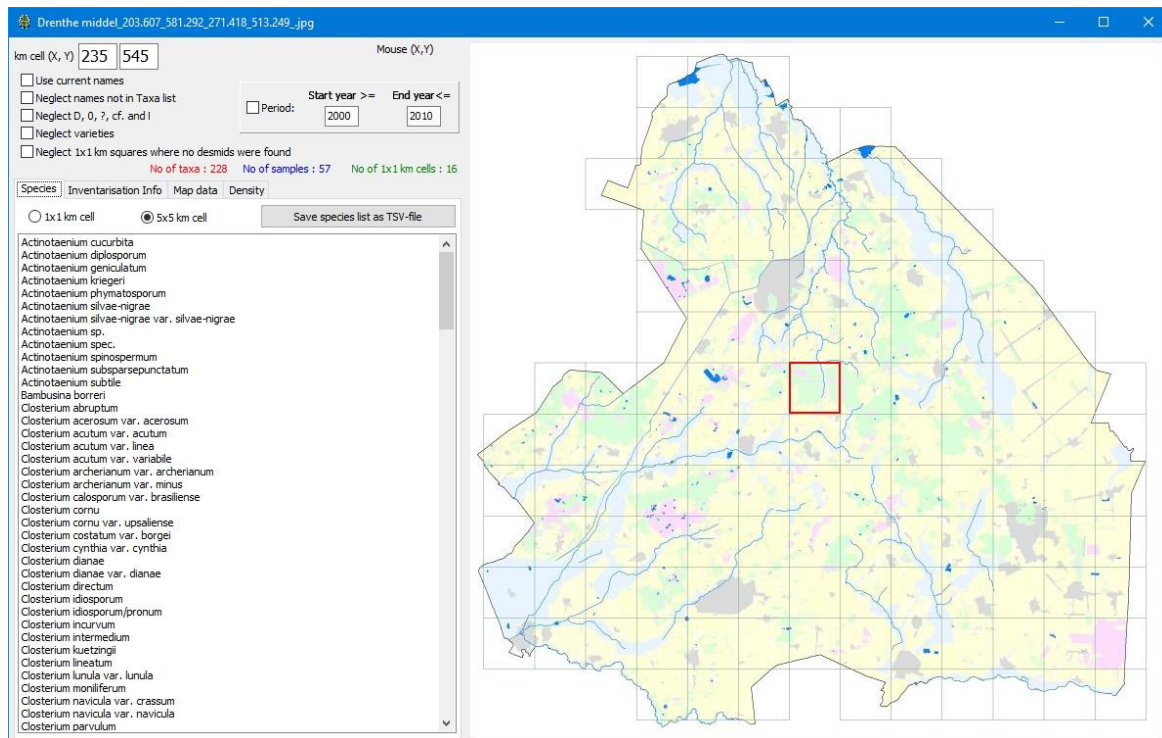 Drenthe middel_203.607_581.292_271.418_513.249_.jpg
km cell (X, Y) 235 545
Mouse (X,Y)
Use current names
Neglect names not in Taxa list
Neglect D, 0, ?, cf. and I
Neglect varieties
Neglect 1x1 km squares where no desmids were found
Period:
Start year >= End year<=
2000 2010
No of taxa : 228 No of samples : 57 No of 1x1 km cells : 16
Species Inventarisation Info Map data Density
1x1 km cell 5x5 km cell Save species list as TSV-file
Actinotaenium cucurbita
Actinotaenium diplosporum
Actinotaenium geniculatum
Actinotaenium kriegeri
Actinotaenium phymatosporum
Actinotaenium silvae-nigrae
Actinotaenium silvae-nigrae var. silvae-nigrae
Actinotaenium sp.
Actinotaenium spec.
Actinotaenium spinospermum
Actinotaenium subsparsepunctatum
Actinotaenium subtile
Bambusina borreri
Closterium abruptum
Closterium acerosum var. acerosum
Closterium acutum var. acutum
Closterium acutum var. linea
Closterium acutum var. variabile
Closterium archerianum var. archerianum
Closterium archerianum var. minus
Closterium calosporum var. brasiliense
Closterium cornu
Closterium cornu var. upsaliense
Closterium costatum var. borgei
Closterium cynthia var. cynthia
Closterium dianae
Closterium dianae var. dianae
Closterium directum
Closterium idiosporum
Closterium idiosporum/pronum
Closterium incurvum
Closterium intermedium
Closterium kuetzingii
Closterium lineatum
Closterium lunula var. lunula
Closterium moniliferum
Closterium navicula var. crassum
Closterium navicula var. navicula
Closterium parvulum